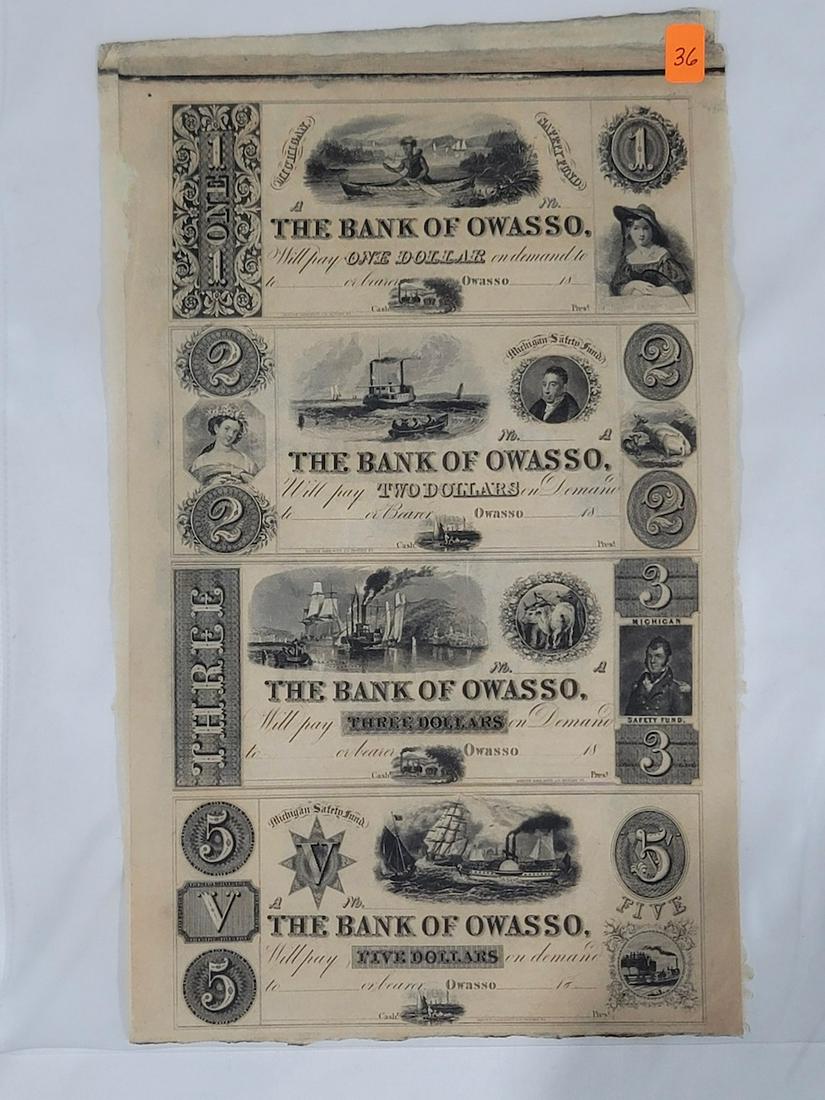 36
MICHIGAN SAFETY FUND
1 ONE 1
1
A No.
THE BANK OF OWASSO,
Will pay ONE DOLLAR on demand to
to or bearer Owasso 18
Cash.r Pres.t
2 Michigan Safety Fund 2
No. A
THE BANK OF OWASSO,
Will pay TWO DOLLARS on Demand
2 to or Bearer Owasso 18 2
Cash.r Pres.t
THREE
3
MICHIGAN
No. A
THE BANK OF OWASSO,
Will pay THREE DOLLARS on Demand
SAFETY FUND.
to or bearer Owasso 18
3
Cash.r Pres.t
5 Michigan Safety Fund 5
V V
FIVE
A No.
THE BANK OF OWASSO,
Will pay FIVE DOLLARS on demand
5 to or bearer Owasso 18
Cash.r Pres.t